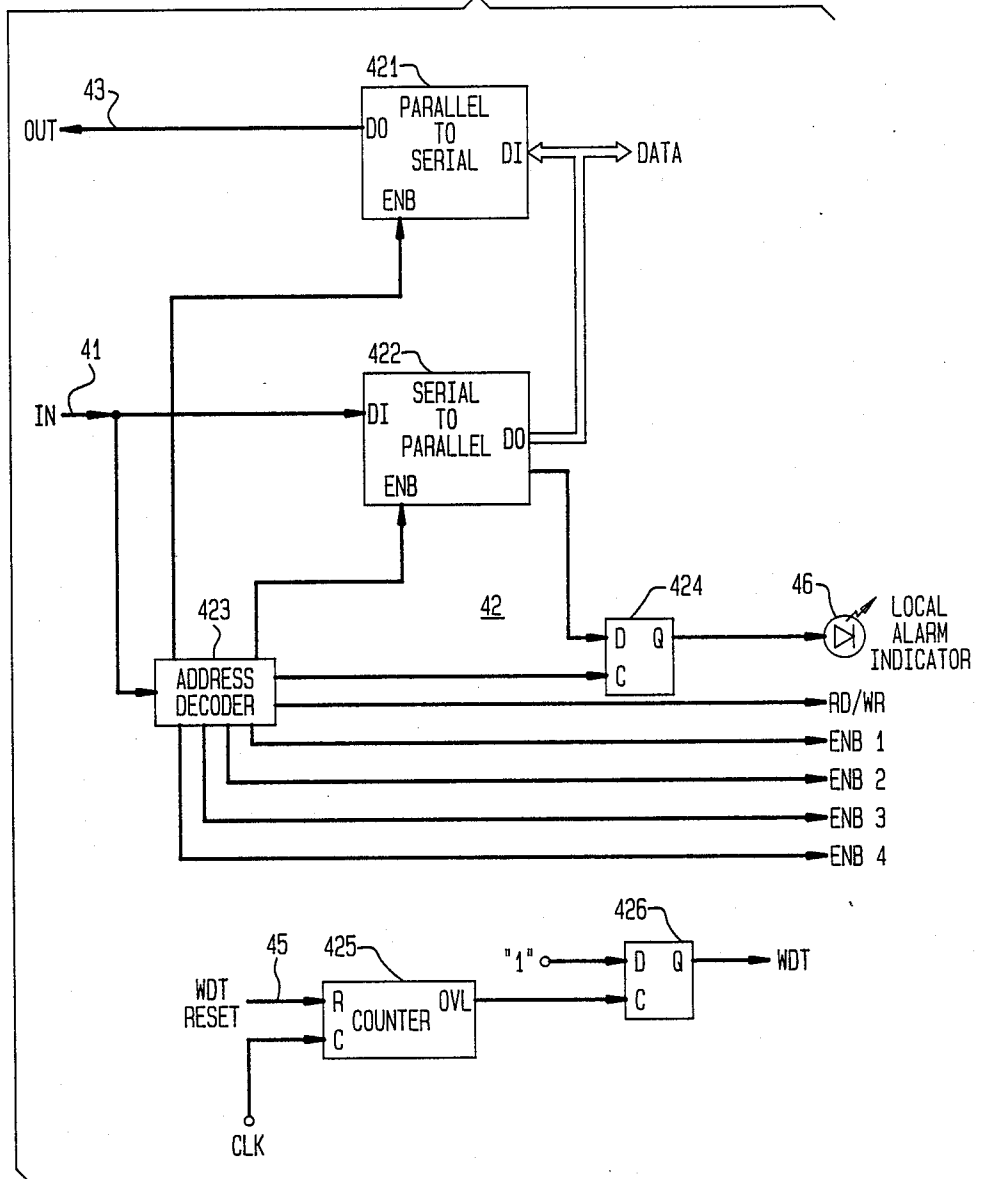 421
43
PARALLEL
TO
SERIAL
OUT
DO
DI
DATA
ENB
422
41
SERIAL
TO
PARALLEL
IN
DI
DO
ENB
423
42
424
46
D Q
C
LOCAL
ALARM
INDICATOR
ADDRESS
DECODER
RD/WR
ENB 1
ENB 2
ENB 3
ENB 4
426
45
425
"1"
D Q
C
WDT
WDT
RESET
R
OVL
COUNTER
C
CLK